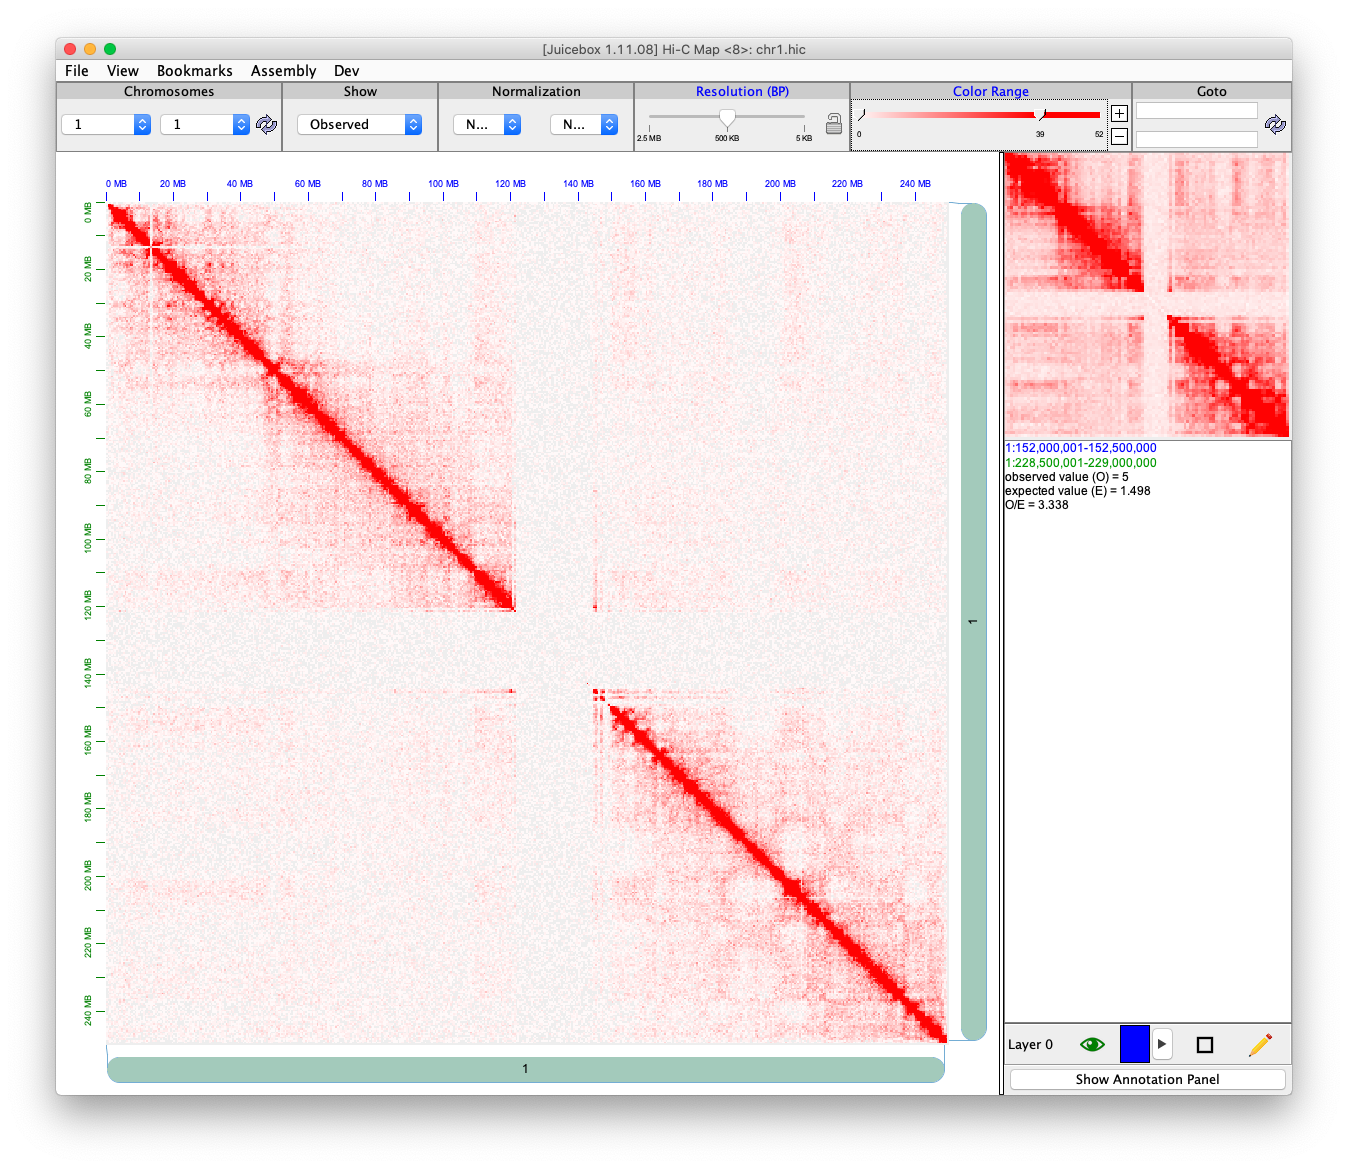 [Juicebox 1.11.08] Hi-C Map <8>: chr1.hic
File View Bookmarks Assembly Dev
Chromosomes Show Normalization Resolution (BP) Color Range Goto
1 1 Observed N... N...
2.5 MB 500 KB 5 KB 0 39 52
0 MB 20 MB 40 MB 60 MB 80 MB 100 MB 120 MB 140 MB 160 MB 180 MB 200 MB 220 MB 240 MB
0 MB
20 MB
40 MB
60 MB
80 MB
100 MB
120 MB
140 MB
160 MB
180 MB
200 MB
220 MB
240 MB
1
1
1:152,000,001-152,500,000
1:228,500,001-229,000,000
observed value (O) = 5
expected value (E) = 1.498
O/E = 3.338
Layer 0
Show Annotation Panel